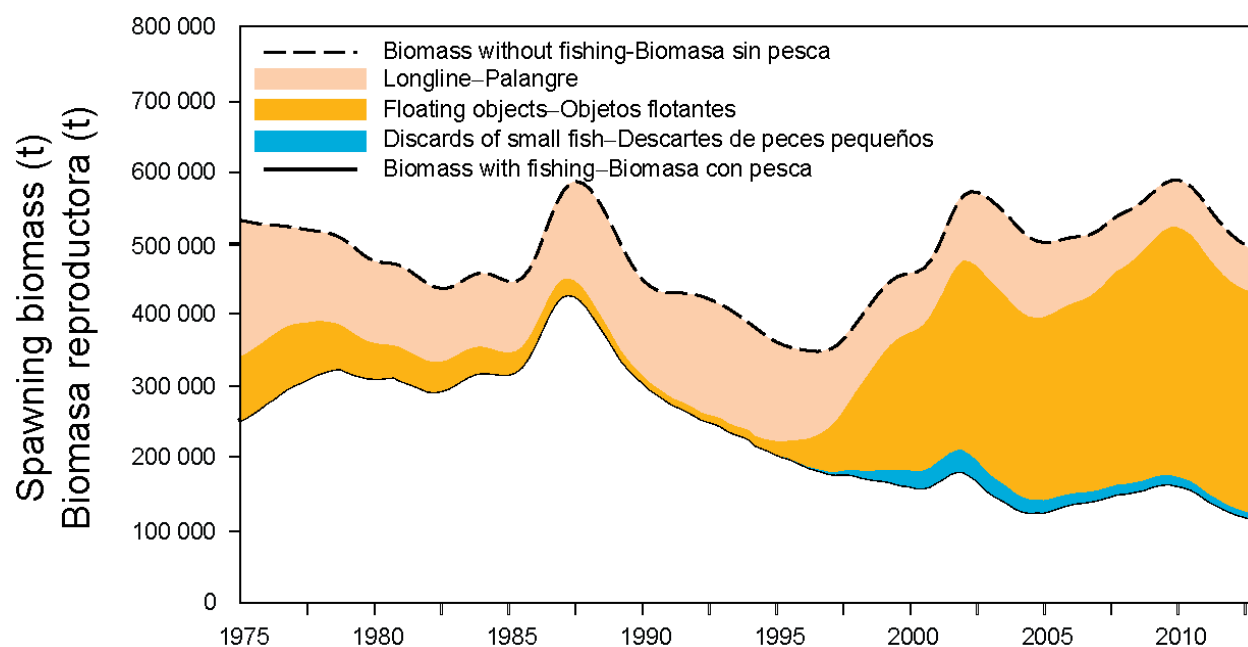 Spawning biomass (t)
Biomasa reproductora (t)
800 000
700 000
600 000
500 000
400 000
300 000
200 000
100 000
0
Biomass without fishing-Biomasa sin pesca
Longline–Palangre
Floating objects–Objetos flotantes
Discards of small fish–Descartes de peces pequeños
Biomass with fishing–Biomasa con pesca
1975 1980 1985 1990 1995 2000 2005 2010